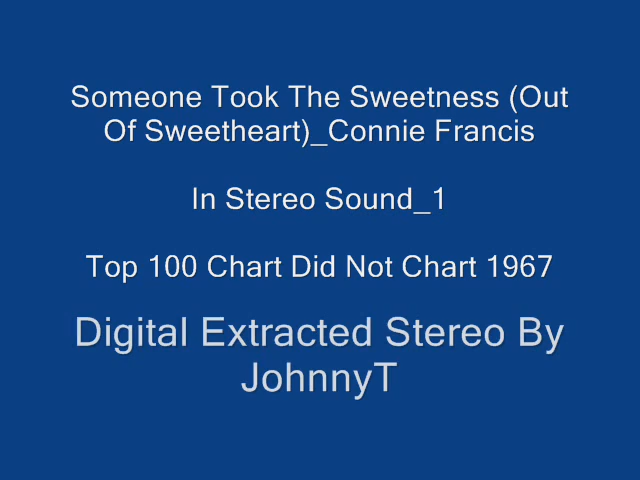 Someone Took The Sweetness (Out
Of Sweetheart)_Connie Francis
In Stereo Sound_1
Top 100 Chart Did Not Chart 1967
Digital Extracted Stereo By
JohnnyT